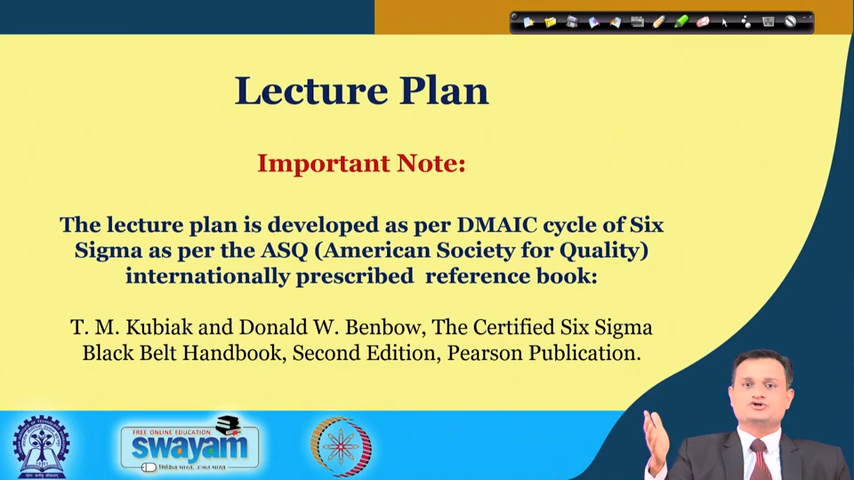 Lecture Plan
Important Note:
The lecture plan is developed as per DMAIC cycle of Six
Sigma as per the ASQ (American Society for Quality)
internationally prescribed reference book:
T. M. Kubiak and Donald W. Benbow, The Certified Six Sigma
Black Belt Handbook, Second Edition, Pearson Publication.
FREE ONLINE EDUCATION
swayam